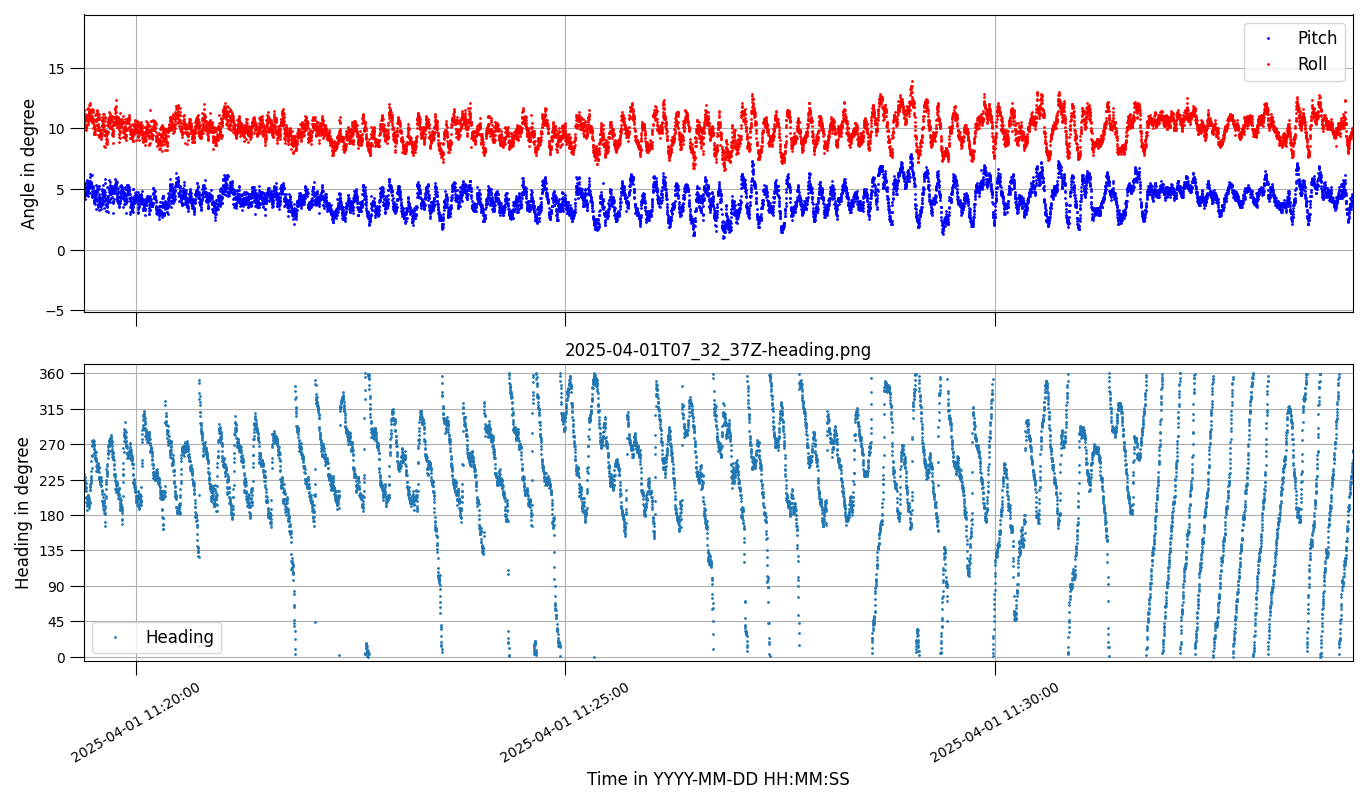 Pitch
Roll
15
10
5
0
−5
Angle in degree
2025-04-01T07_32_37Z-heading.png
360
315
270
225
180
135
90
45
0
Heading in degree
Heading
2025-04-01 11:20:00
2025-04-01 11:25:00
2025-04-01 11:30:00
Time in YYYY-MM-DD HH:MM:SS